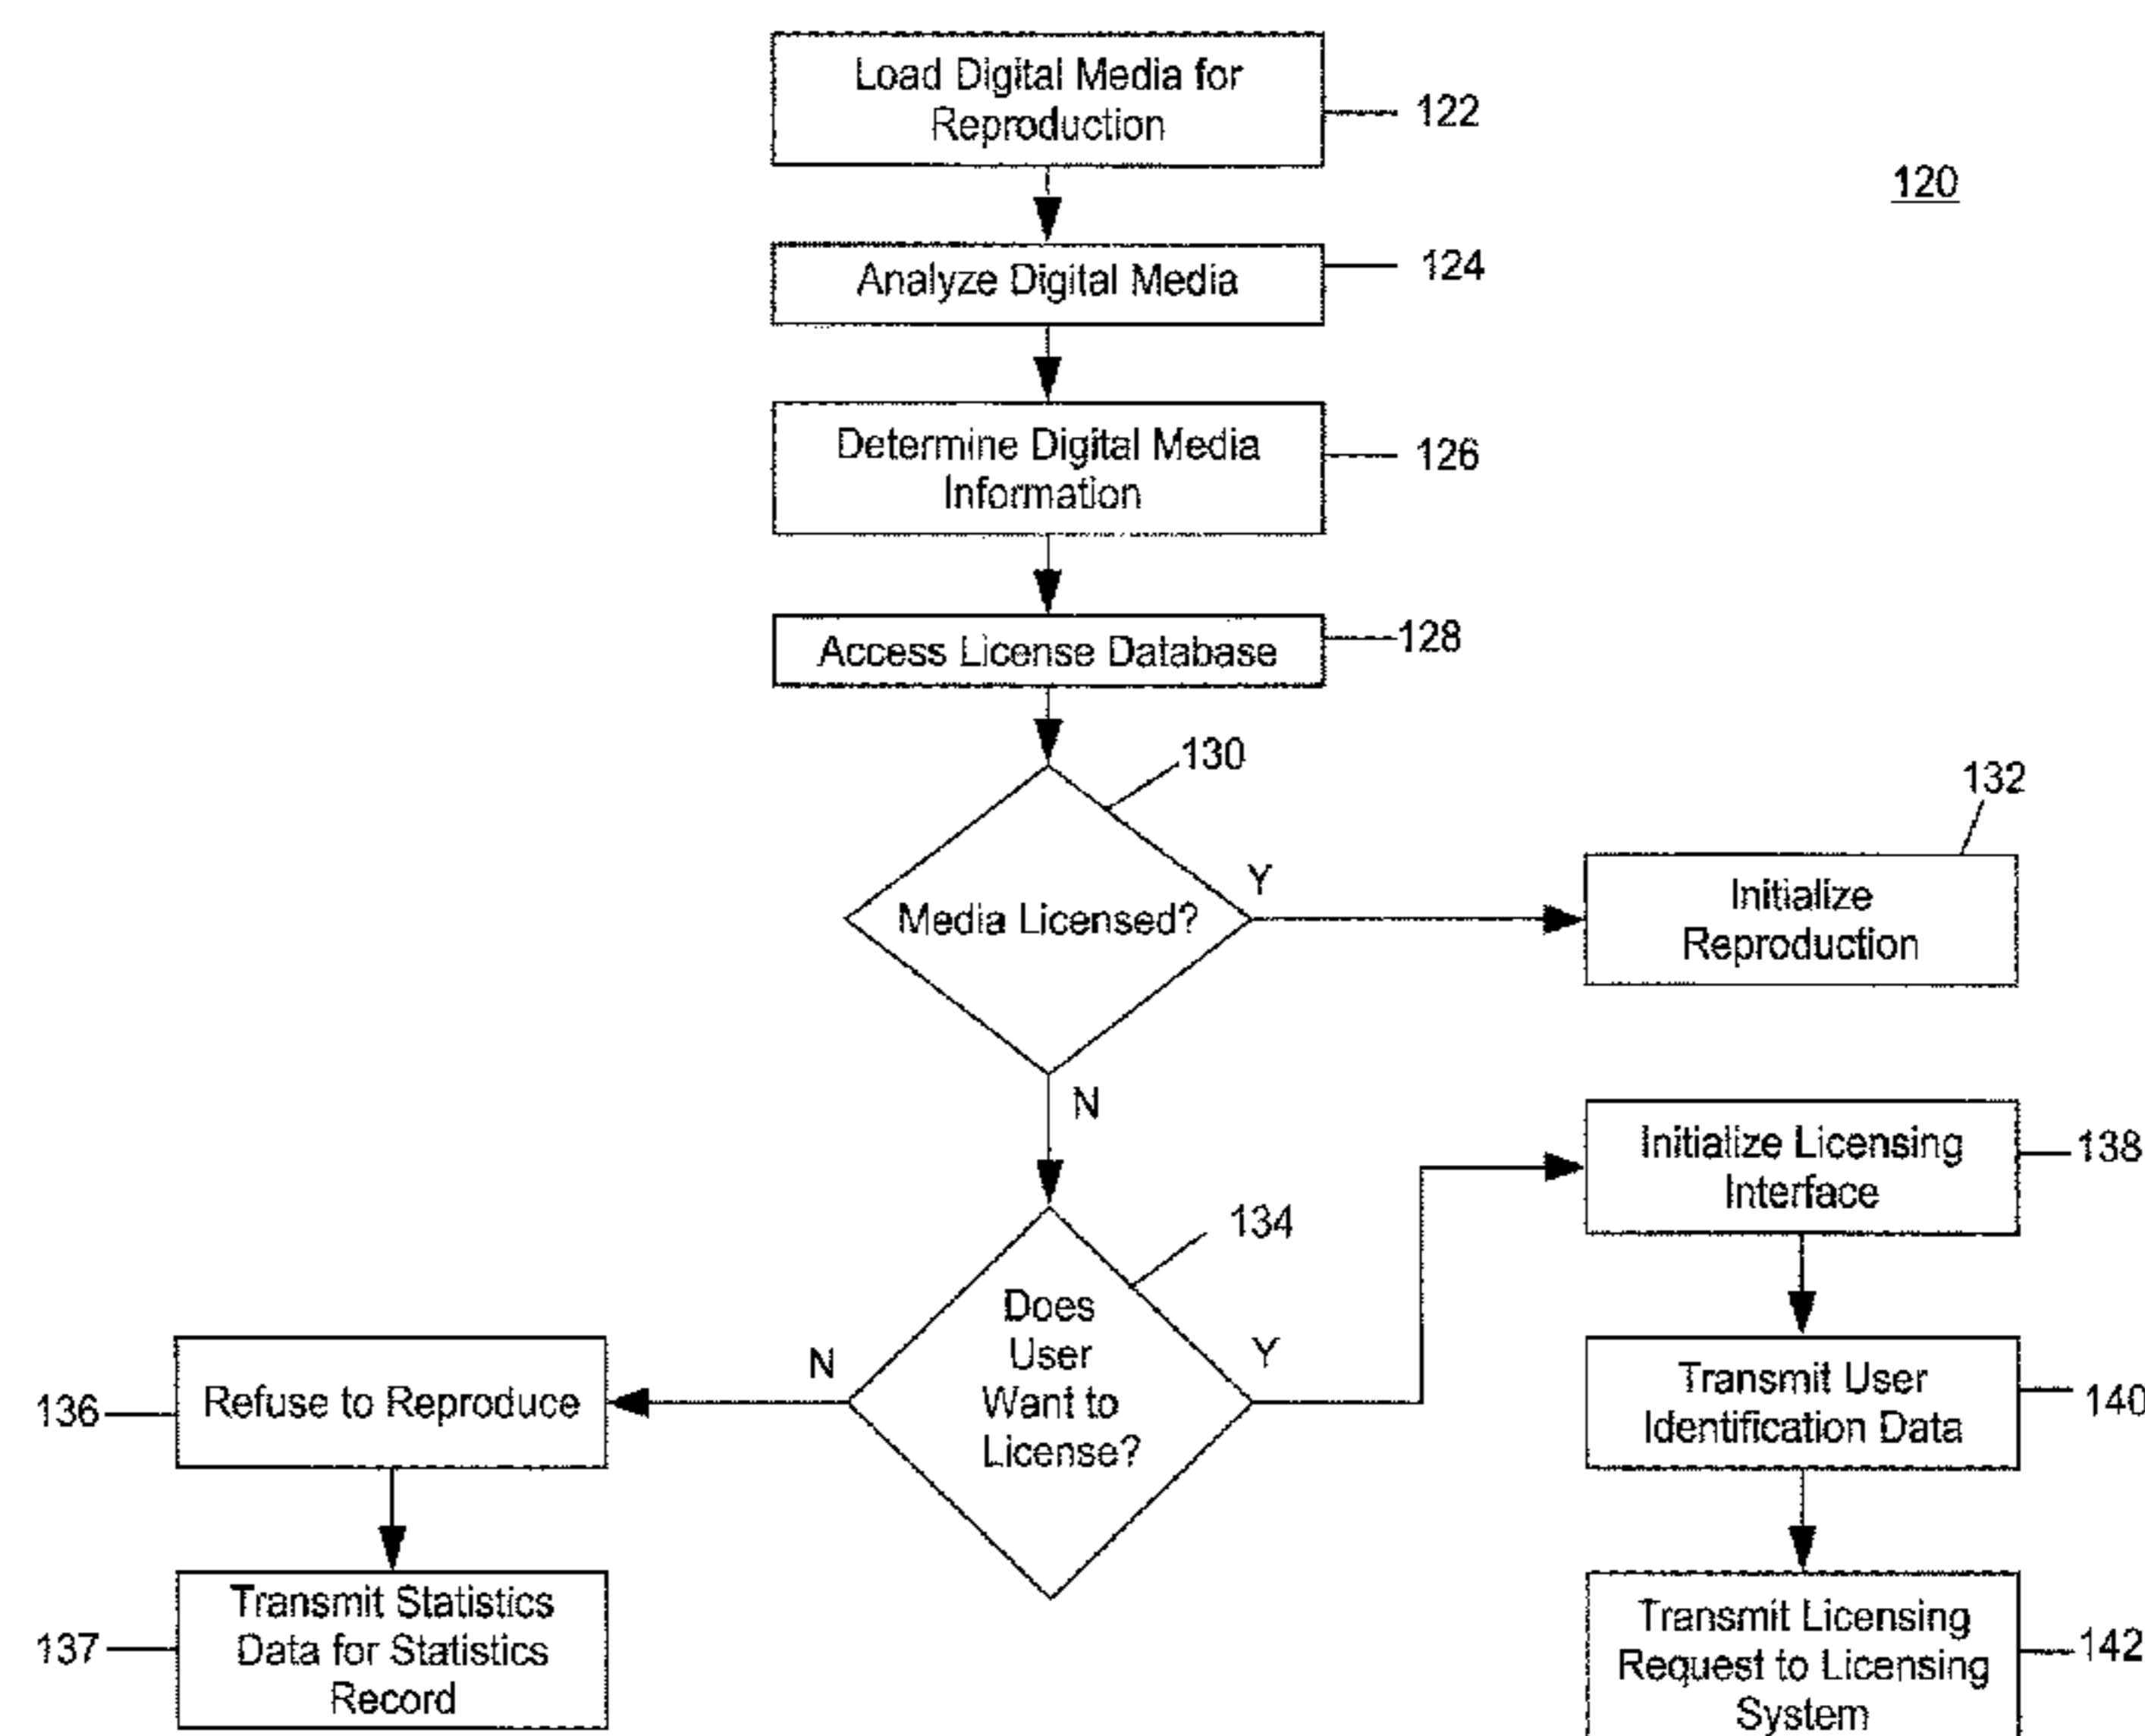 Load Digital Media for
Reproduction
122
120
Analyze Digital Media
124
Determine Digital Media
Information
126
Access License Database
128
130
132
Media Licensed?
Y
Initialize
Reproduction
N
Initialize Licensing
Interface
138
134
Does
User
Want to
License?
N
Y
136
Refuse to Reproduce
Transmit User
Identification Data
140
137
Transmit Statistics
Data for Statistics
Record
Transmit Licensing
Request to Licensing
System
142